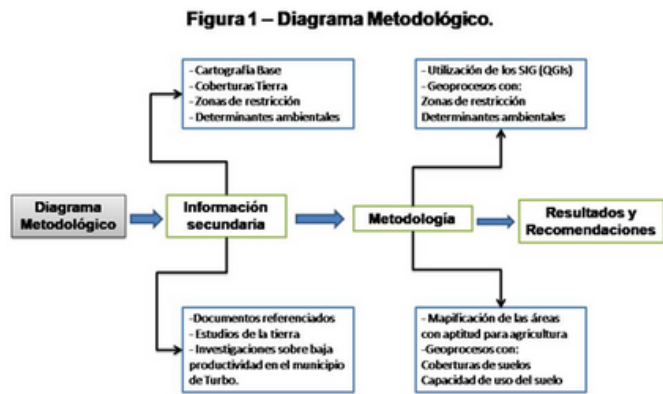 Figura 1 – Diagrama Metodológico.
- Cartografía Base
- Coberturas Tierra
- Zonas de restricción
- Determinantes ambientales
- Utilización de los SIG (QGIs)
- Geoprocesos con:
Zonas de restricción
Determinantes ambientales
Diagrama
Metodológico
Información
secundaria
Metodología
Resultados y
Recomendaciones
-Documentos referenciados
- Estudios de la tierra
- Investigaciones sobre baja
productividad en el municipio
de Turbo.
- Mapificación de las áreas
con aptitud para agricultura
-Geoprocesos con:
Coberturas de suelos
Capacidad de uso del suelo